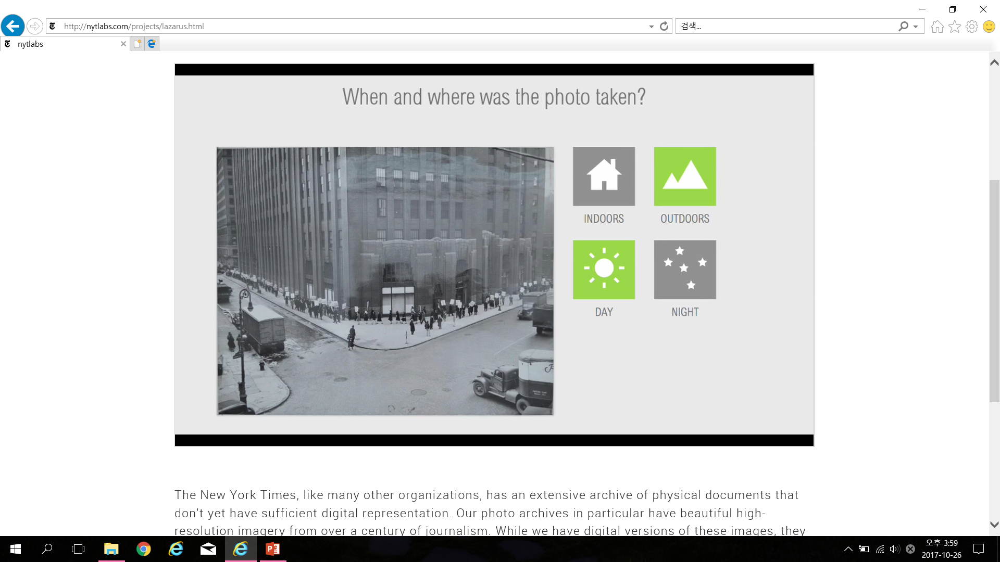 http://nytlabs.com/projects/lazarus.html
검색...
nytlabs
When and where was the photo taken?
INDOORS
OUTDOORS
DAY
NIGHT
The New York Times, like many other organizations, has an extensive archive of physical documents that
don't yet have sufficient digital representation. Our photo archives in particular have beautiful high-
resolution imagery from over a century of journalism. While we have digital versions of these images, they
오후 3:59
2017-10-26